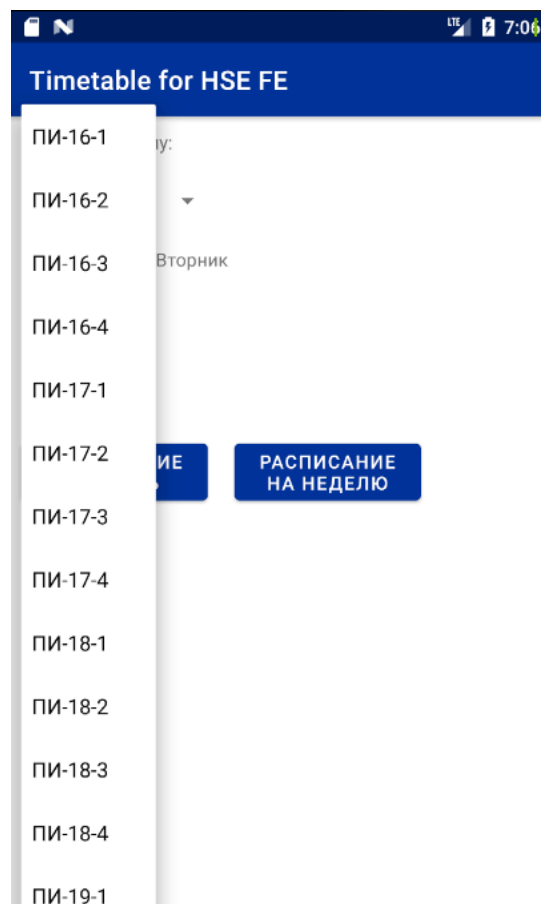 LTE 7:06
Timetable for HSE FE
ПИ-16-1
ПИ-16-2
Вторник
ПИ-16-3
ПИ-16-4
ПИ-17-1
ПИ-17-2
РАСПИСАНИЕ
НА НЕДЕЛЮ
ПИ-17-3
ПИ-17-4
ПИ-18-1
ПИ-18-2
ПИ-18-3
ПИ-18-4
ПИ-19-1